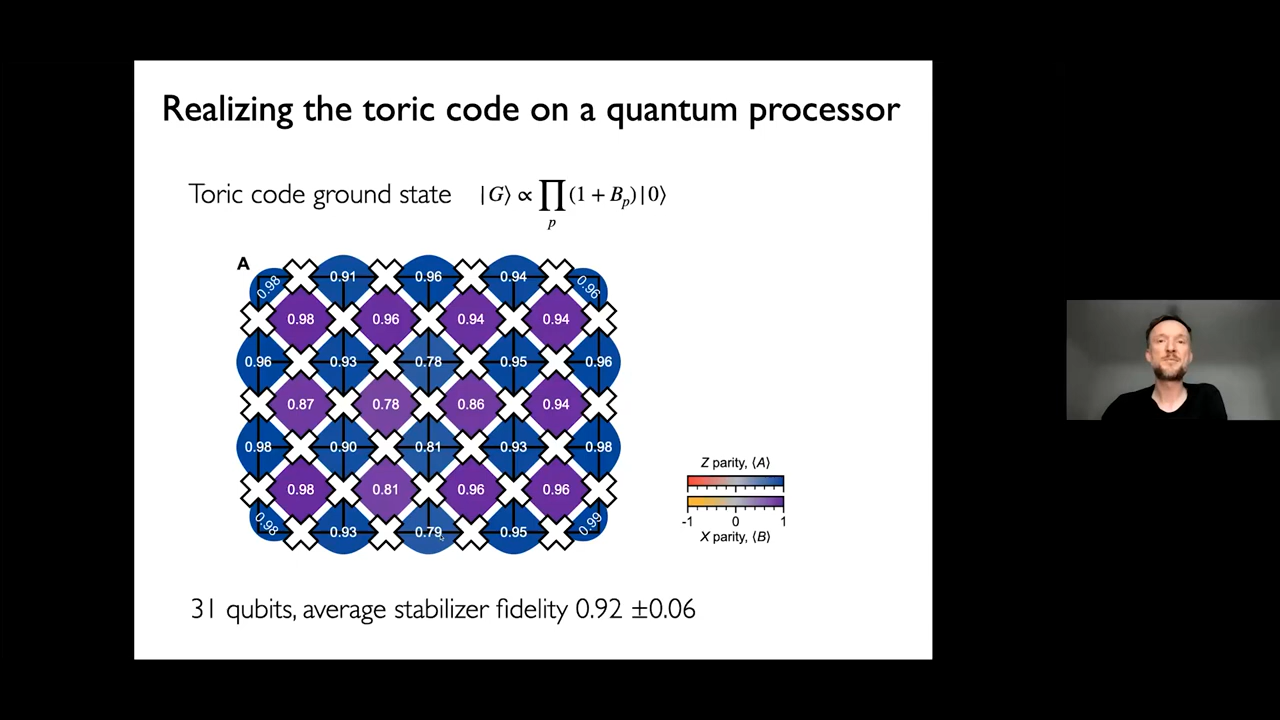 Realizing the toric code on a quantum processor
Toric code ground state |G⟩ ∝ ∏ (1 + Bₚ)|0⟩
p
A
0.98 0.91 0.96 0.94 0.96
0.98 0.96 0.94 0.94
0.96 0.93 0.78 0.95 0.96
0.87 0.78 0.86 0.94
0.98 0.90 0.81 0.93 0.98
0.98 0.81 0.96 0.96
0.98 0.93 0.79 0.95 0.99
Z parity, ⟨A⟩
-1 0 1
X parity, ⟨B⟩
31 qubits, average stabilizer fidelity 0.92 ±0.06